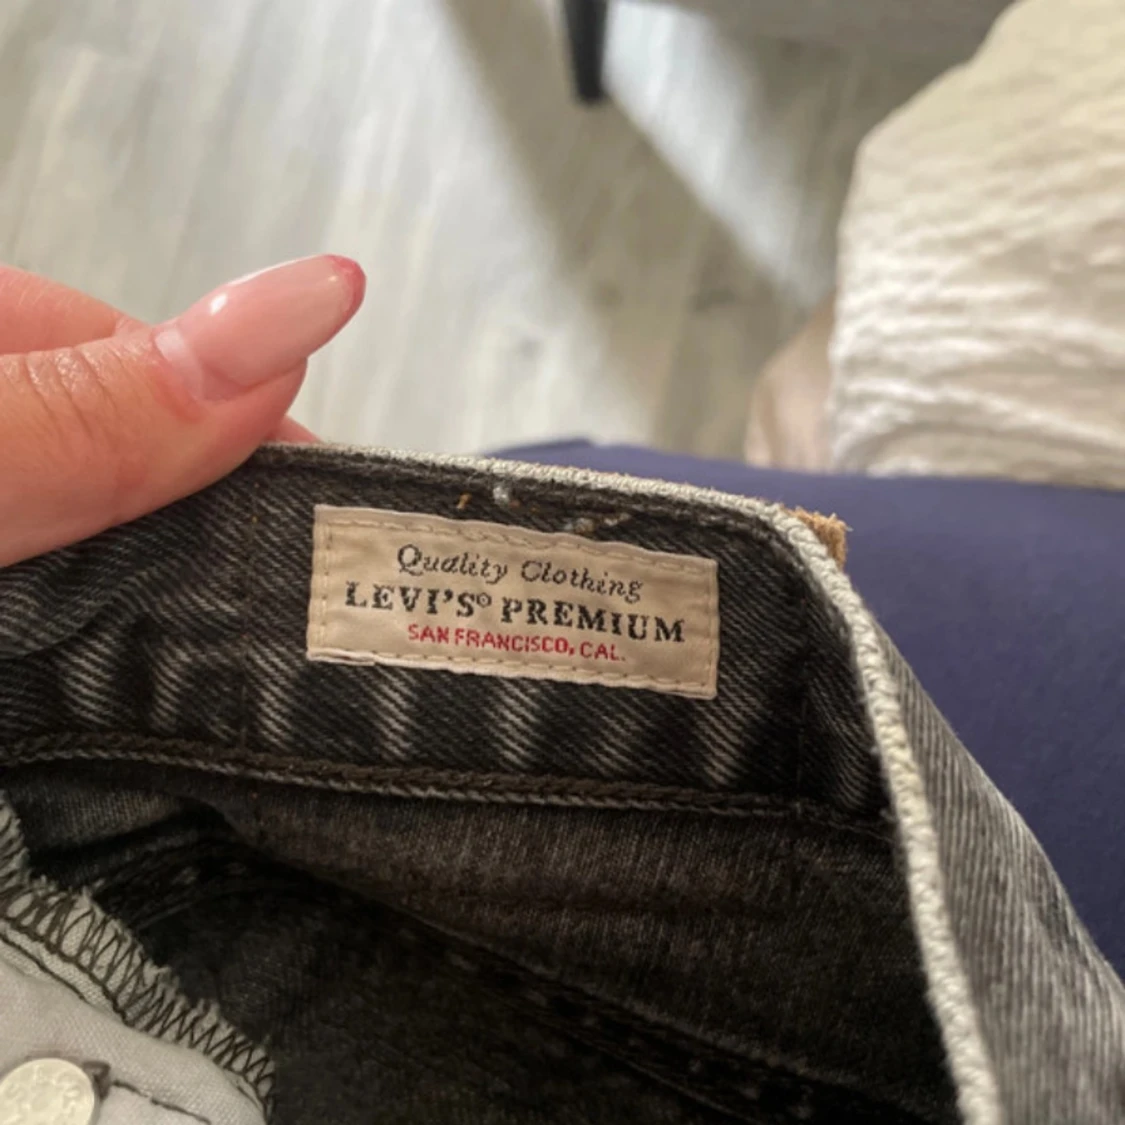 Quality Clothing
LEVI'S® PREMIUM
SAN FRANCISCO, CAL.